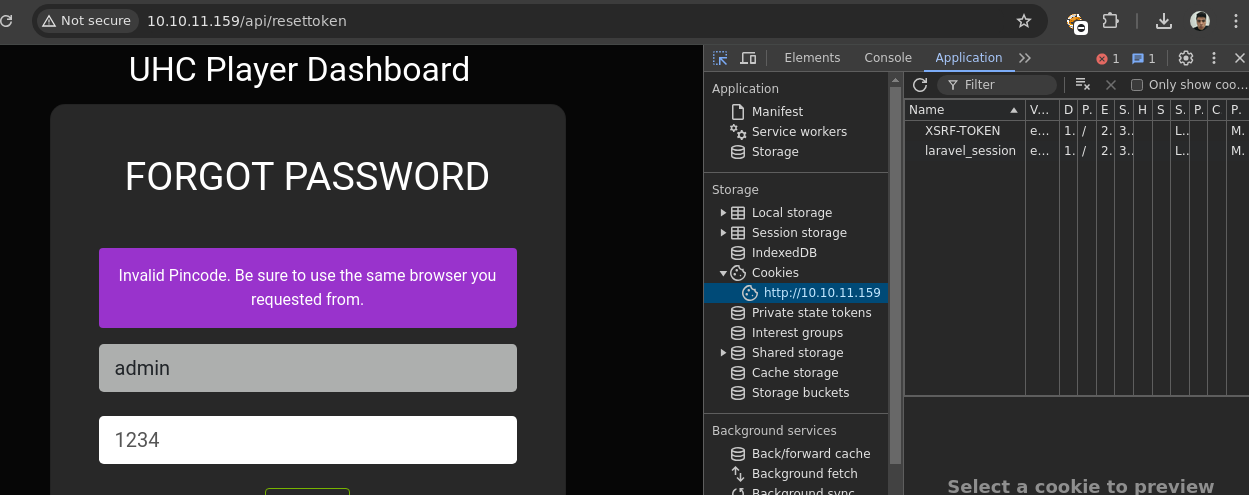 Not secure
10.10.11.159/api/resettoken
UHC Player Dashboard
FORGOT PASSWORD
Invalid Pincode. Be sure to use the same browser you
requested from.
admin
1234
Elements
Console
Application
1
1
Application
Manifest
Service workers
Storage
Storage
Local storage
Session storage
IndexedDB
Cookies
http://10.10.11.159
Private state tokens
Interest groups
Shared storage
Cache storage
Storage buckets
Background services
Back/forward cache
Background fetch
Background sync
Filter
Only show coo...
Name V... D P. E S. H S S. P. C P.
XSRF-TOKEN e... 1. / 2. 3.. L.. M.
laravel_session e... 1. / 2. 3.. L.. M.
Select a cookie to preview